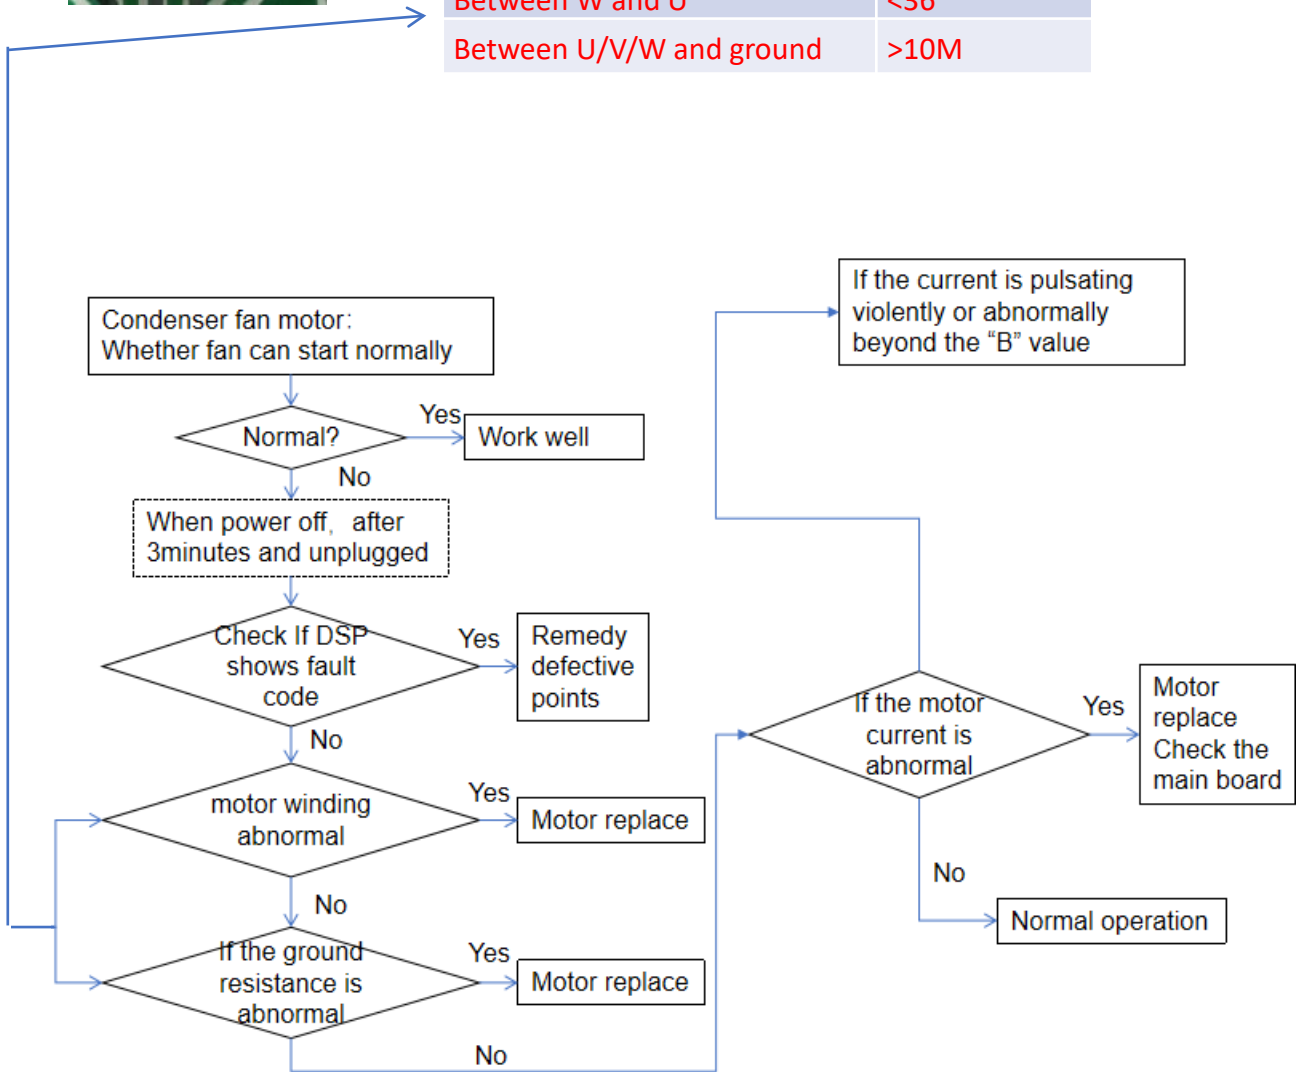 Between W and U <36
Between U/V/W and ground >10M
If the current is pulsating
violently or abnormally
beyond the “B” value
Condenser fan motor:
Whether fan can start normally
Normal?
Yes
Work well
No
When power off, after
3minutes and unplugged
Check If DSP
shows fault
code
Yes
Remedy
defective
points
No
motor winding
abnormal
Yes
Motor replace
No
If the ground
resistance is
abnormal
Yes
Motor replace
No
If the motor
current is
abnormal
Yes
Motor
replace
Check the
main board
No
Normal operation